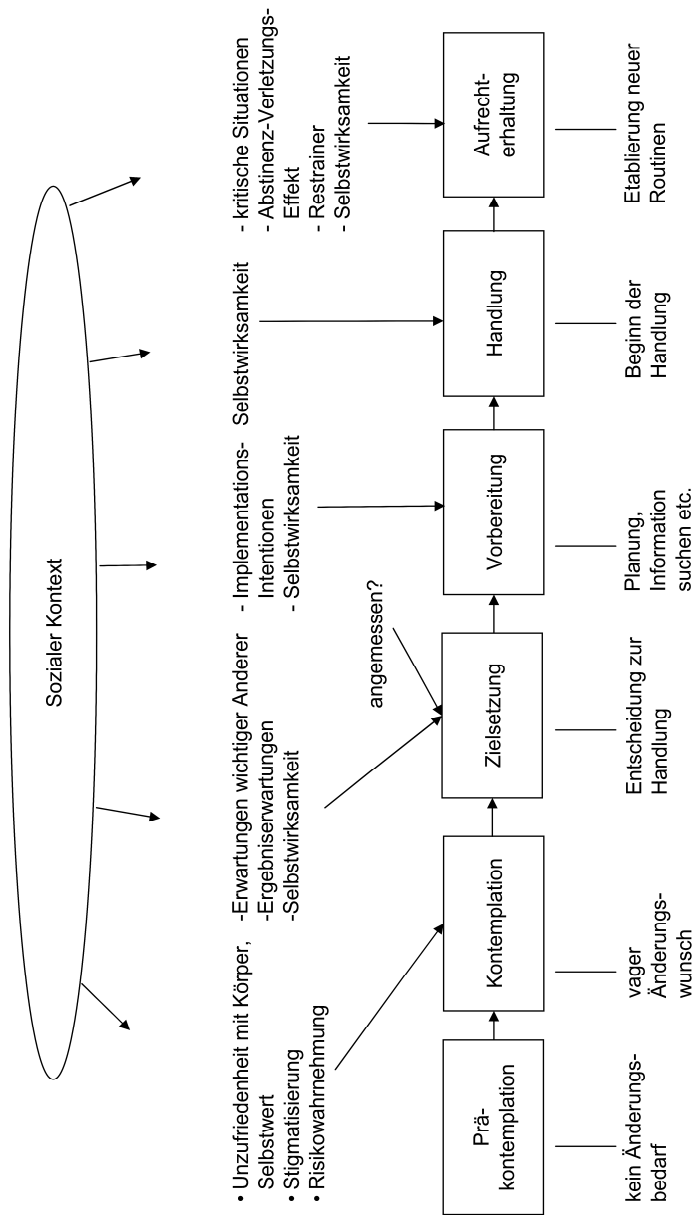 Sozialer Kontext
• Unzufriedenheit mit Körper,
Selbstwert
• Stigmatisierung
• Risikowahrnehmung
-Erwartungen wichtiger Anderer
-Ergebniserwartungen
-Selbstwirksamkeit
angemessen?
- Implementations-
Intentionen
- Selbstwirksamkeit
Selbstwirksamkeit
- kritische Situationen
- Abstinenz-Verletzungs-
Effekt
- Restrainer
- Selbstwirksamkeit
Prä-
kontemplation
Kontemplation
Zielsetzung
Vorbereitung
Handlung
Aufrecht-
erhaltung
kein Änderungs-
bedarf
vager
Änderungs-
wunsch
Entscheidung zur
Handlung
Planung,
Information
suchen etc.
Beginn der
Handlung
Etablierung neuer
Routinen